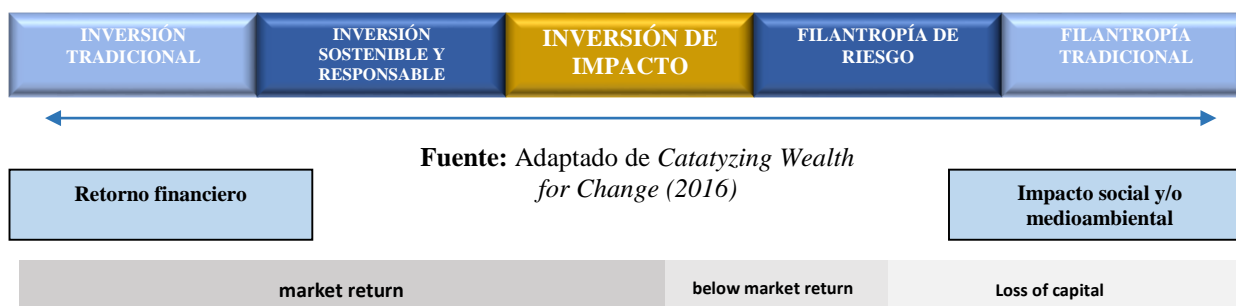 INVERSIÓN
TRADICIONAL
INVERSIÓN
SOSTENIBLE Y
RESPONSABLE
INVERSIÓN DE
IMPACTO
FILANTROPÍA DE
RIESGO
FILANTROPÍA
TRADICIONAL
Fuente: Adaptado de Catatyzing Wealth
for Change (2016)
Retorno financiero
Impacto social y/o
medioambiental
market return
below market return
Loss of capital